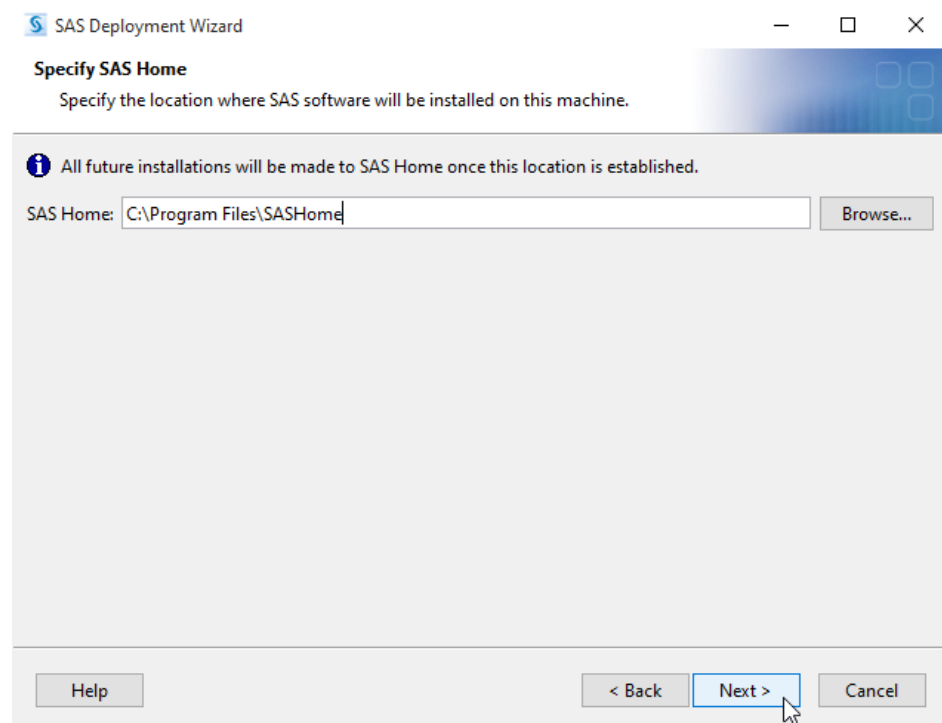 SAS Deployment Wizard
Specify SAS Home
Specify the location where SAS software will be installed on this machine.
All future installations will be made to SAS Home once this location is established.
SAS Home: C:\Program Files\SASHome Browse...
Help < Back Next > Cancel